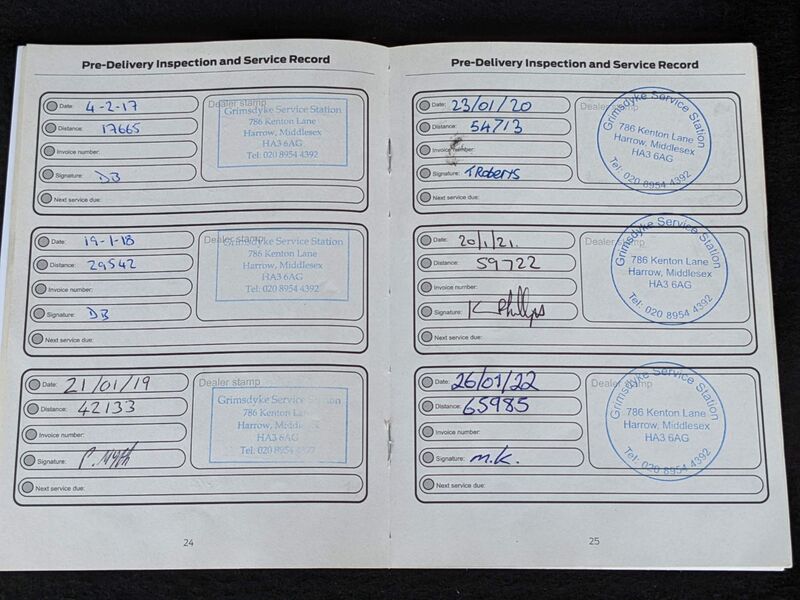 Pre-Delivery Inspection and Service Record
Date: 4-2-17
Distance: 17665
Invoice number:
Signature: DB
Next service due:
Dealer stamp
Grimsdyke Service Station
786 Kenton Lane
Harrow, Middlesex
HA3 6AG
Tel: 020 8954 4392
Date: 19-1-18
Distance: 29542
Invoice number:
Signature: DB
Next service due:
Dealer stamp
Grimsdyke Service Station
786 Kenton Lane
Harrow, Middlesex
HA3 6AG
Tel: 020 8954 4392
Date: 21/01/19
Distance: 42133
Invoice number:
Signature: P.
Next service due:
Dealer stamp
Grimsdyke Service Station
786 Kenton Lane
Harrow, Middlesex
HA3 6AG
Tel: 020 8954 4392
24
Pre-Delivery Inspection and Service Record
Date: 23/01/20
Distance: 54713
Invoice number:
Signature: T Roberts
Next service due:
Dealer stamp
Grimsdyke Service Station
786 Kenton Lane
Harrow, Middlesex
HA3 6AG
Tel: 020 8954 4392
Date: 20/1/21.
Distance: 59722
Invoice number:
Signature: K Phillips
Next service due:
Dealer stamp
Grimsdyke Service Station
786 Kenton Lane
Harrow, Middlesex
HA3 6AG
Tel: 020 8954 4392
Date: 26/01/22
Distance: 65985
Invoice number:
Signature: M.K.
Next service due:
Dealer stamp
Grimsdyke Service Station
786 Kenton Lane
Harrow, Middlesex
HA3 6AG
Tel: 020 8954 4392
25